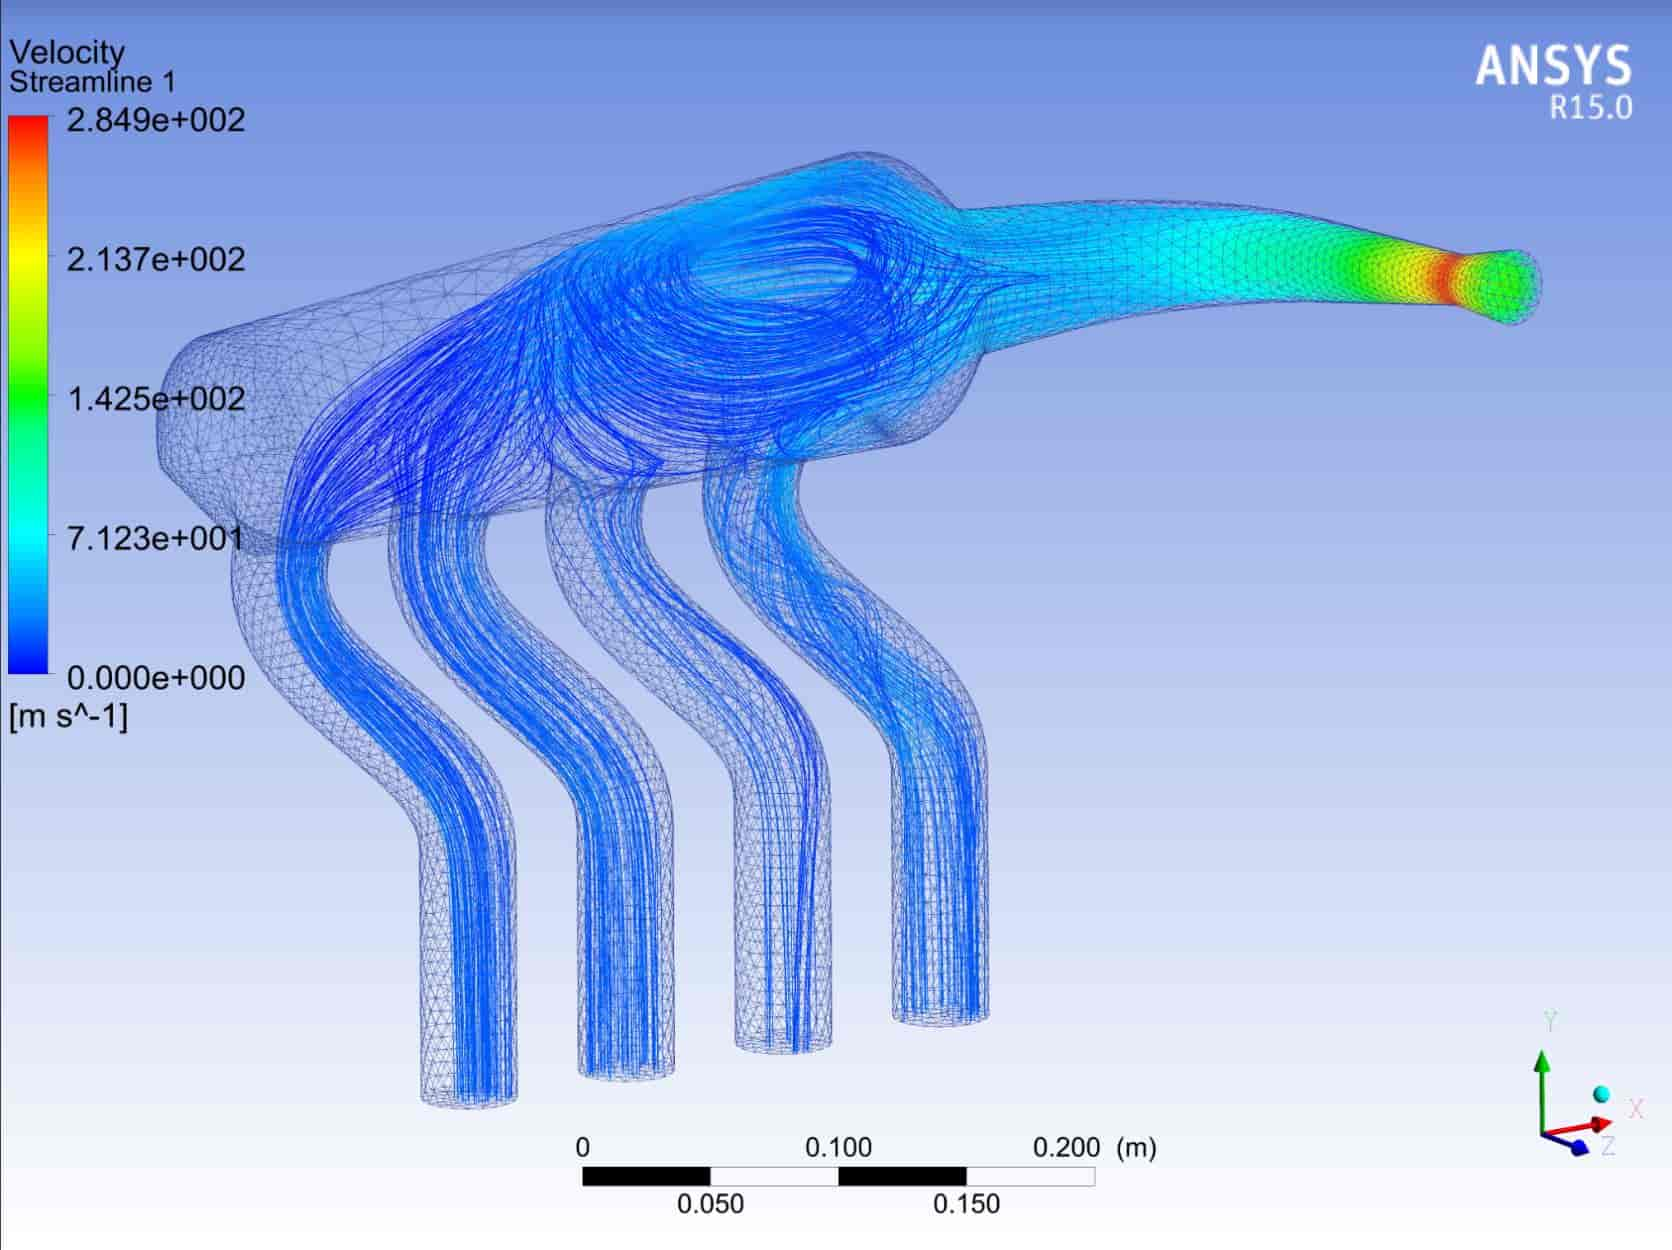 Velocity
Streamline 1
2.849e+002
2.137e+002
1.425e+002
7.123e+001
0.000e+000
[m s^-1]
ANSYS
R15.0
0 0.100 0.200 (m)
0.050 0.150
Y
X
Z